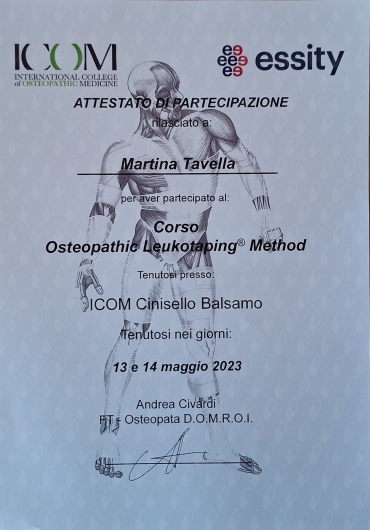 ICOM
INTERNATIONAL COLLEGE
of OSTEOPATHIC MEDICINE
essity
ATTESTATO DI PARTECIPAZIONE
rilasciato a:
Martina Tavella
per aver partecipato al:
Corso
Osteopathic Leukotaping® Method
Tenutosi presso:
ICOM Cinisello Balsamo
Tenutosi nei giorni:
13 e 14 maggio 2023
Andrea Civardi
FT - Osteopata D.O.M.R.O.I.